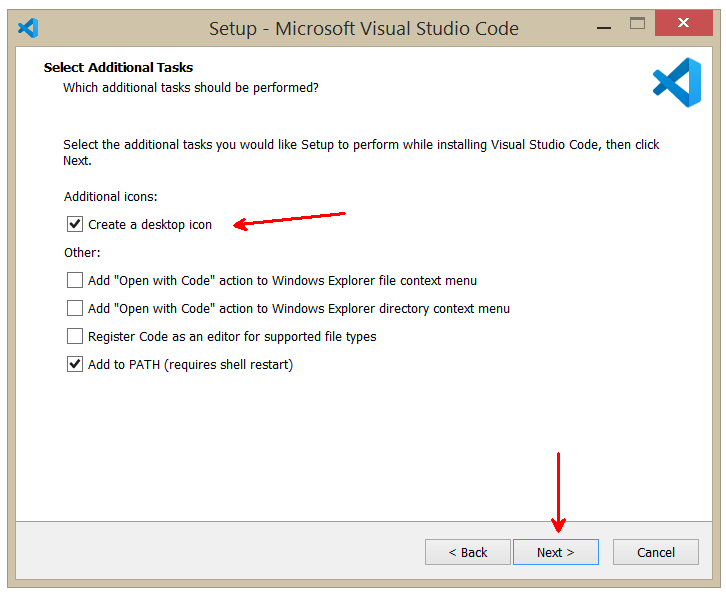 Setup - Microsoft Visual Studio Code
Select Additional Tasks
Which additional tasks should be performed?
Select the additional tasks you would like Setup to perform while installing Visual Studio Code, then click
Next.
Additional icons:
Create a desktop icon
Other:
Add "Open with Code" action to Windows Explorer file context menu
Add "Open with Code" action to Windows Explorer directory context menu
Register Code as an editor for supported file types
Add to PATH (requires shell restart)
< Back
Next >
Cancel